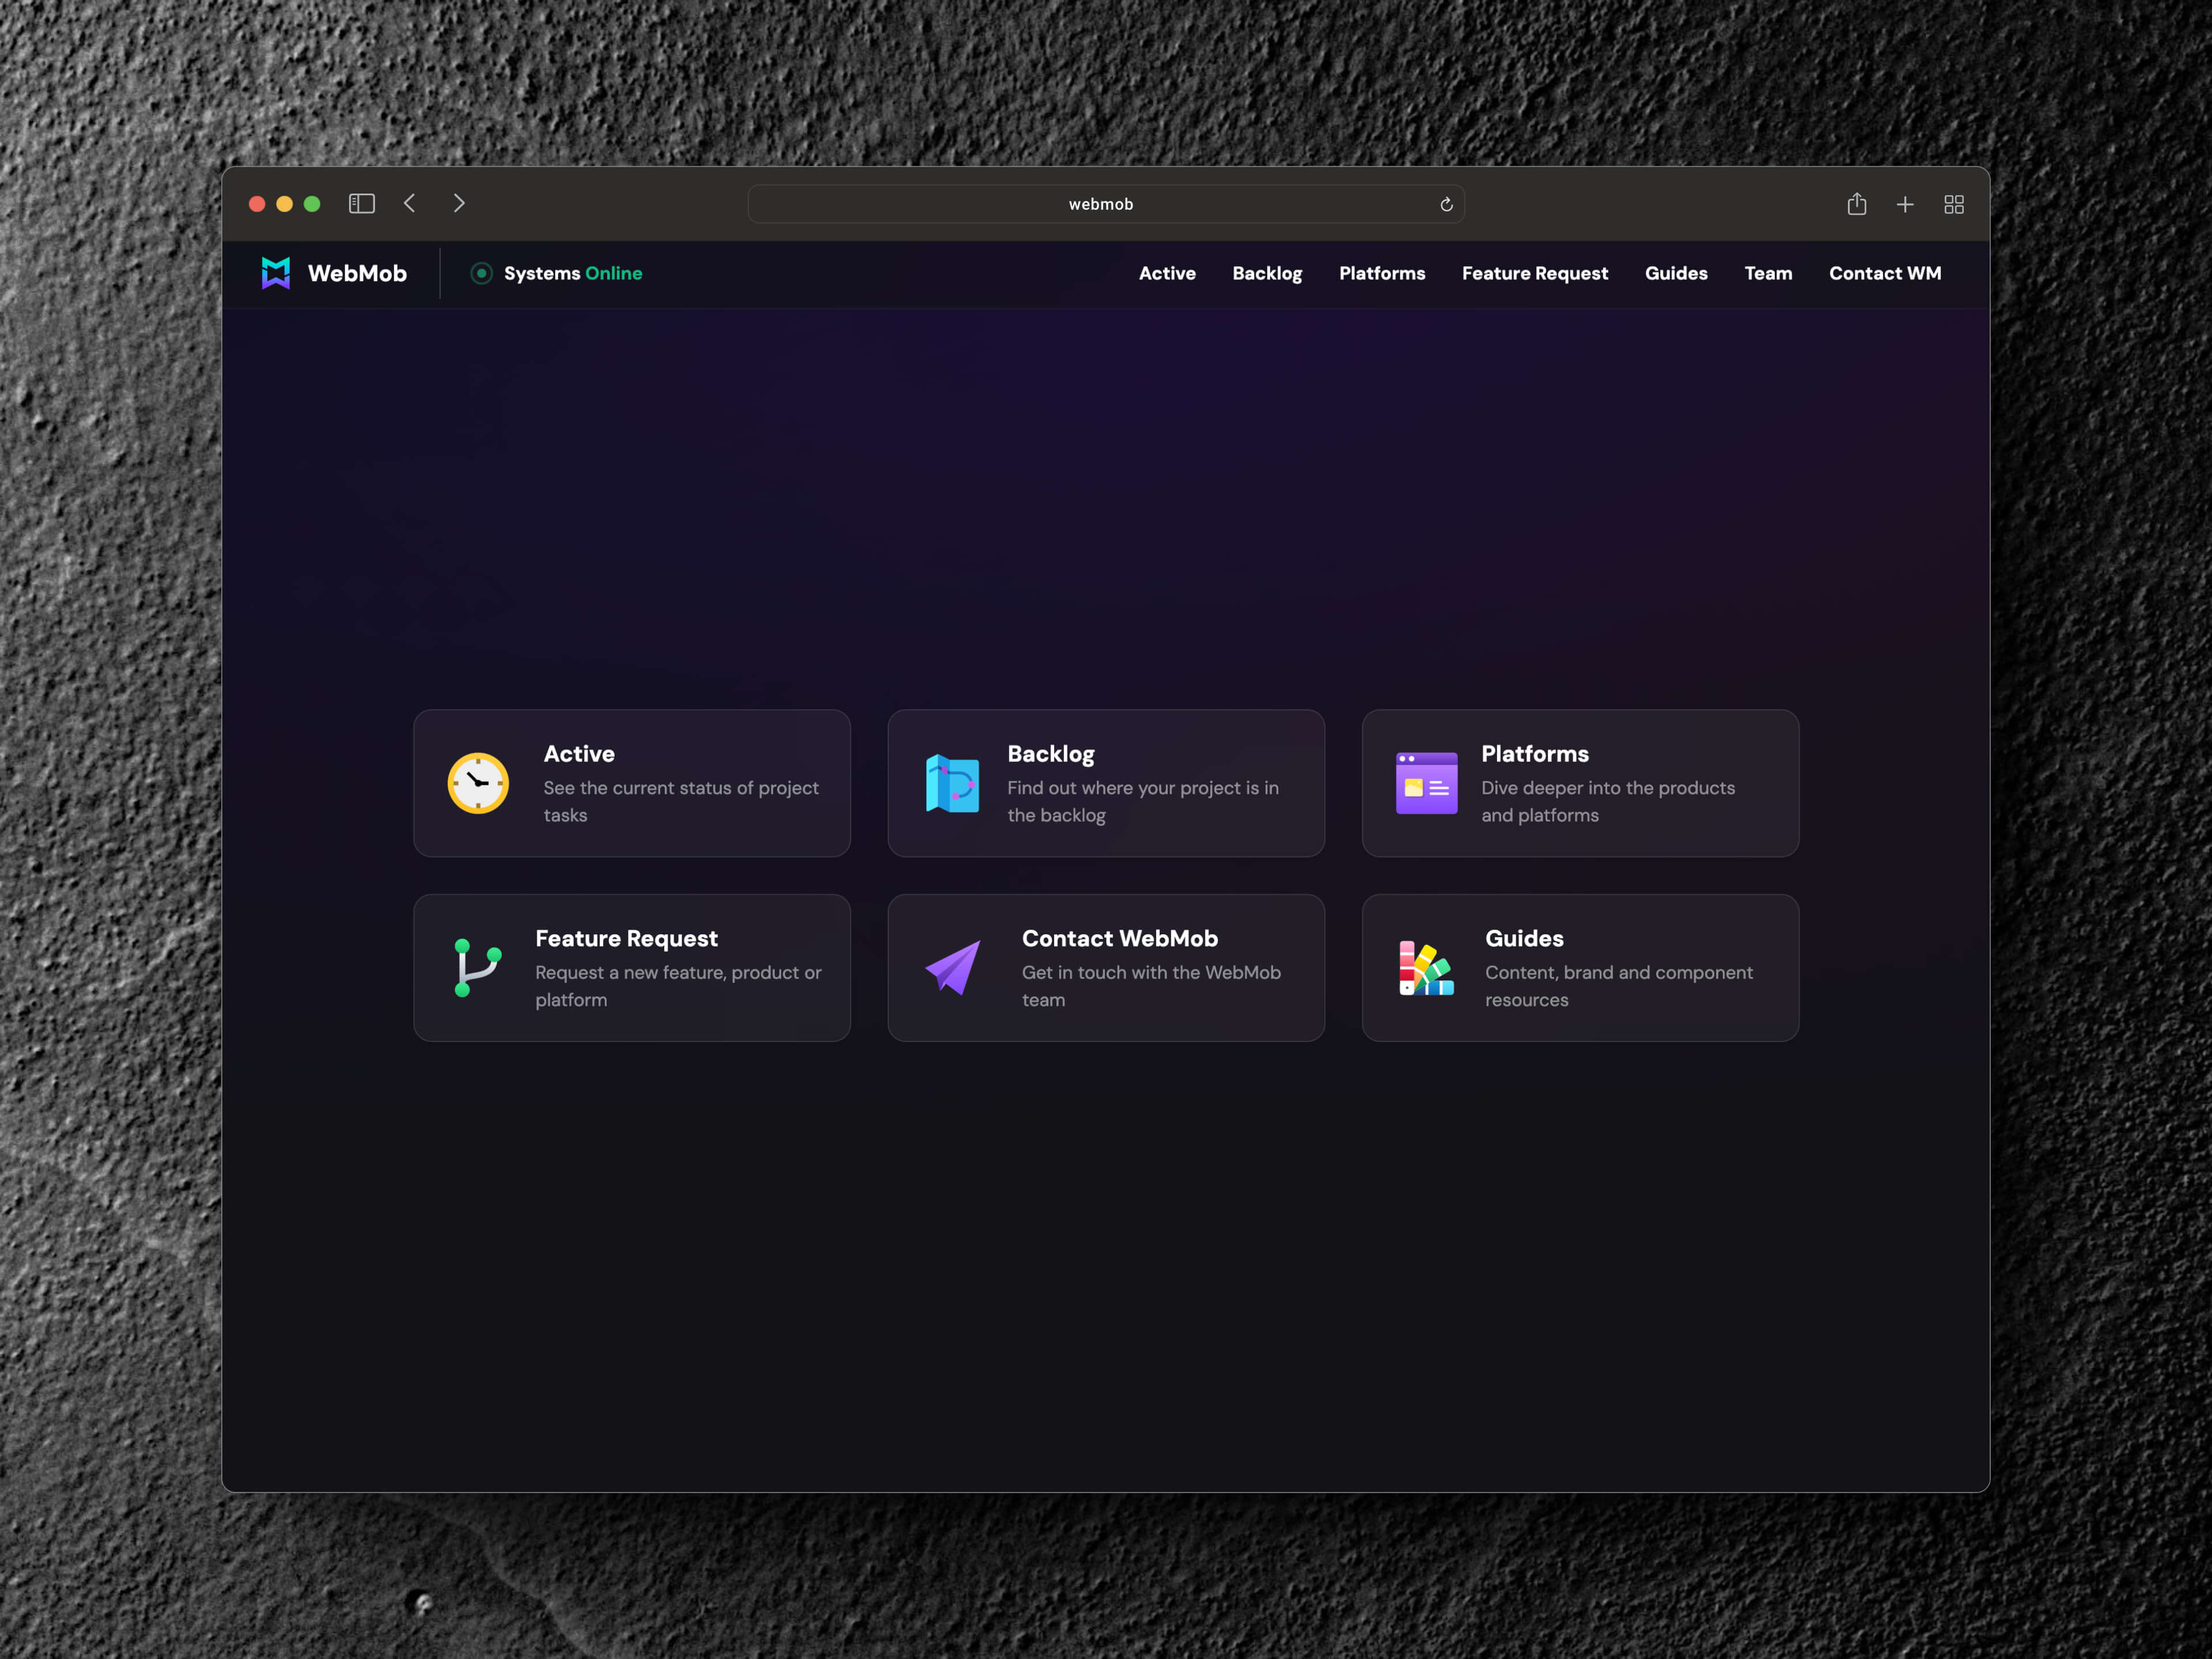 webmob
WebMob
Systems Online
Active Backlog Platforms Feature Request Guides Team Contact WM
Active
See the current status of project
tasks
Backlog
Find out where your project is in
the backlog
Platforms
Dive deeper into the products
and platforms
Feature Request
Request a new feature, product or
platform
Contact WebMob
Get in touch with the WebMob
team
Guides
Content, brand and component
resources